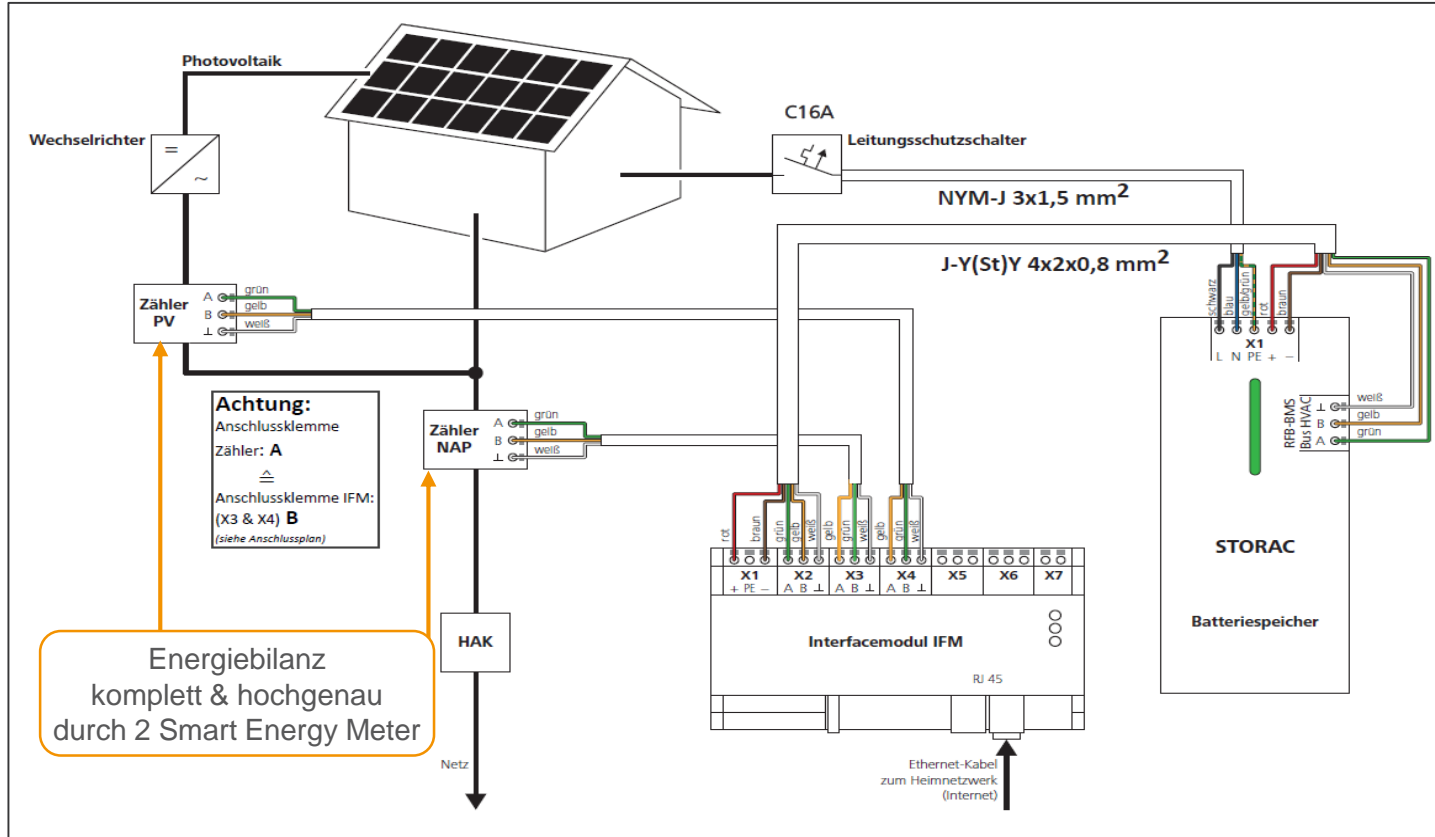 Photovoltaik
Wechselrichter
=
~
C16A
Leitungsschutzschalter
NYM-J 3x1,5 mm²
J-Y(St)Y 4x2x0,8 mm²
Zähler
PV
A grün
B gelb
⊥ weiß
schwarz
blau
gelb/grün
rot
braun
X1
L N PE + −
RFB-BMS
Bus HVAC
⊥ weiß
B gelb
A grün
STORAC
Batteriespeicher
Achtung:
Anschlussklemme
Zähler: A
≙
Anschlussklemme IFM:
(X3 & X4) B
(siehe Anschlussplan)
Zähler
NAP
A grün
B gelb
⊥ weiß
rot
braun
grün
gelb
weiß
gelb
grün
weiß
gelb
grün
weiß
X1 X2 X3 X4 X5 X6 X7
+ PE − A B ⊥ A B ⊥ A B ⊥
Interfacemodul IFM
RJ 45
HAK
Energiebilanz
komplett & hochgenau
durch 2 Smart Energy Meter
Netz
Ethernet-Kabel
zum Heimnetzwerk
(Internet)